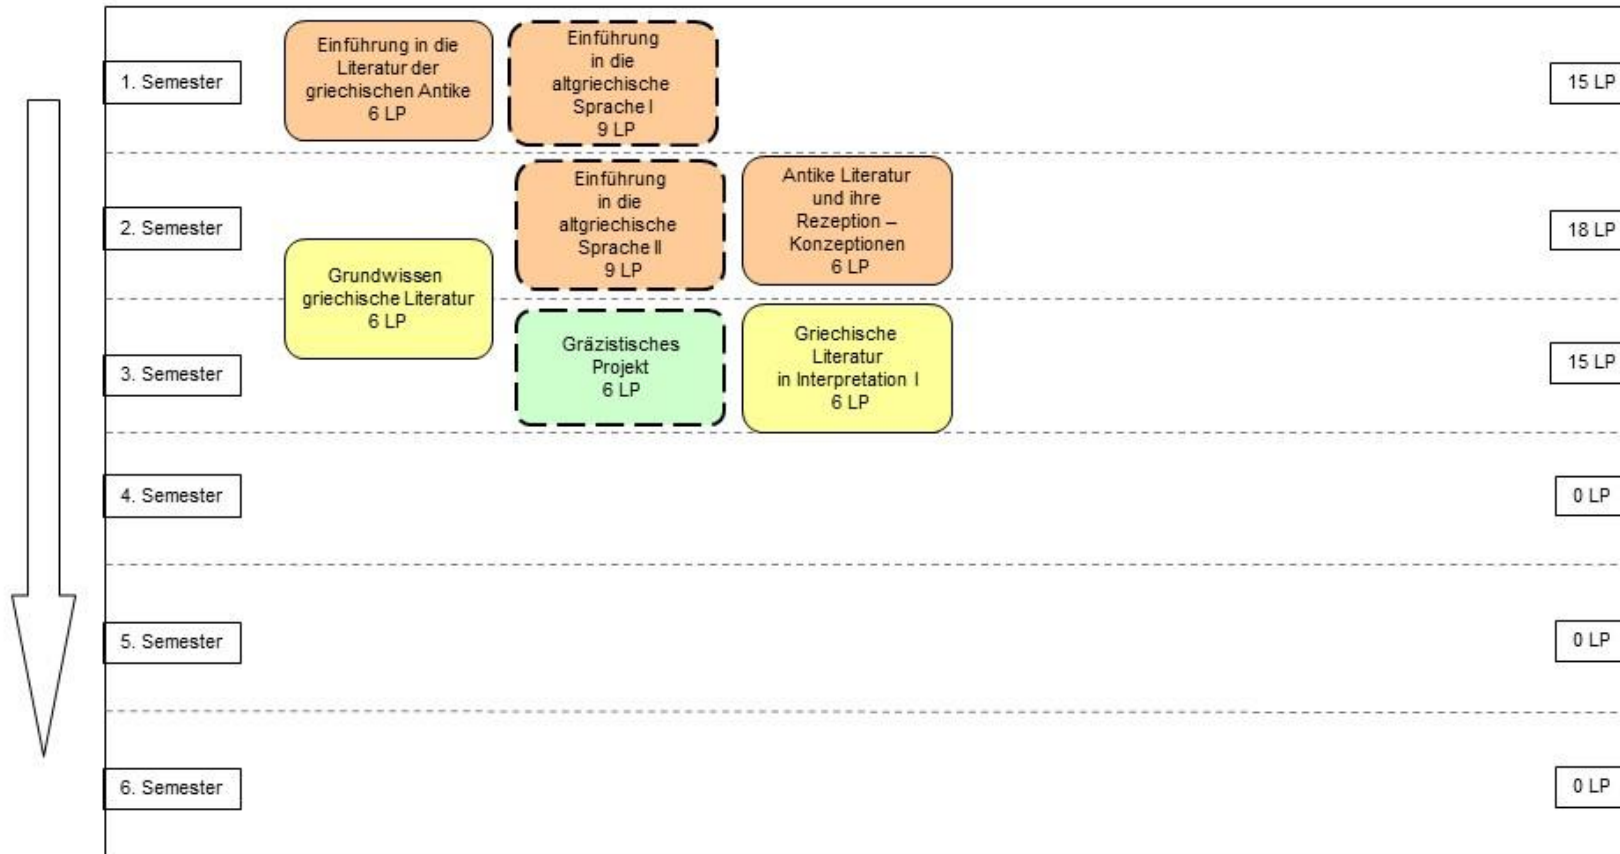 1. Semester
Einführung in die
Literatur der
griechischen Antike
6 LP
Einführung
in die
altgriechische
Sprache I
9 LP
15 LP
2. Semester
Einführung
in die
altgriechische
Sprache II
9 LP
Antike Literatur
und ihre
Rezeption –
Konzeptionen
6 LP
18 LP
Grundwissen
griechische Literatur
6 LP
3. Semester
Gräzistisches
Projekt
6 LP
Griechische
Literatur
in Interpretation I
6 LP
15 LP
4. Semester
0 LP
5. Semester
0 LP
6. Semester
0 LP